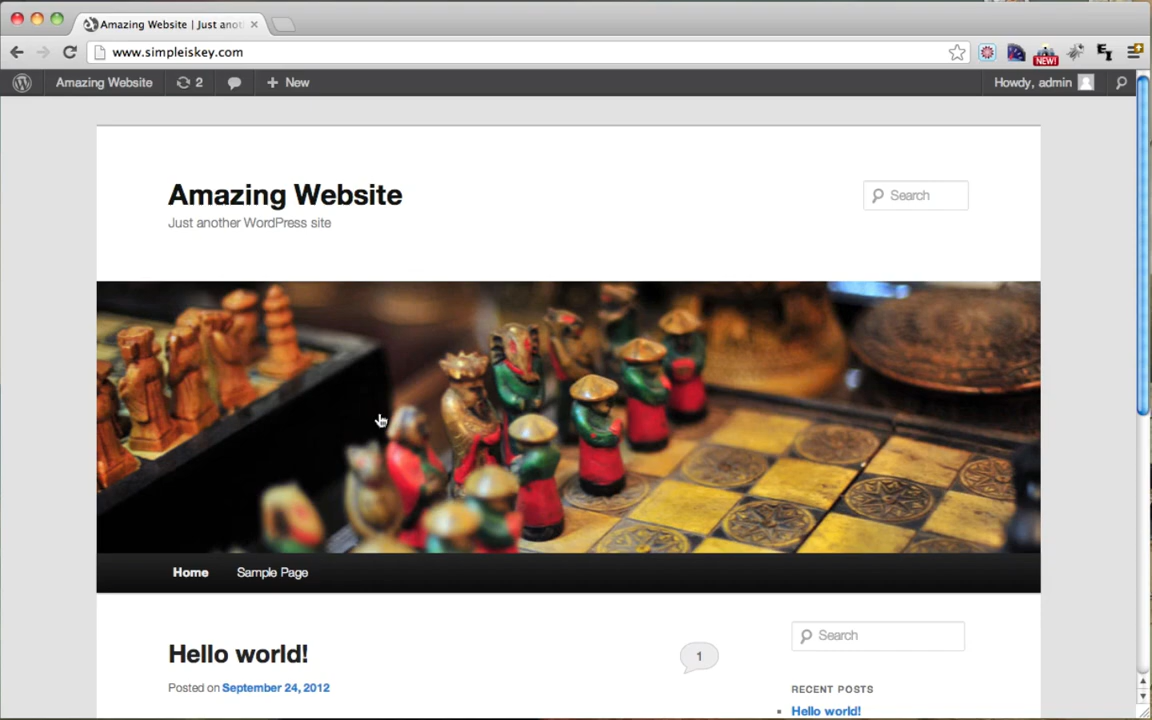 Amazing Website | Just anot
www.simpleiskey.com
NEW!
Amazing Website 2 New Howdy, admin
Amazing Website
Just another WordPress site
Search
Home Sample Page
Hello world!
1
Posted on September 24, 2012
Search
RECENT POSTS
Hello world!